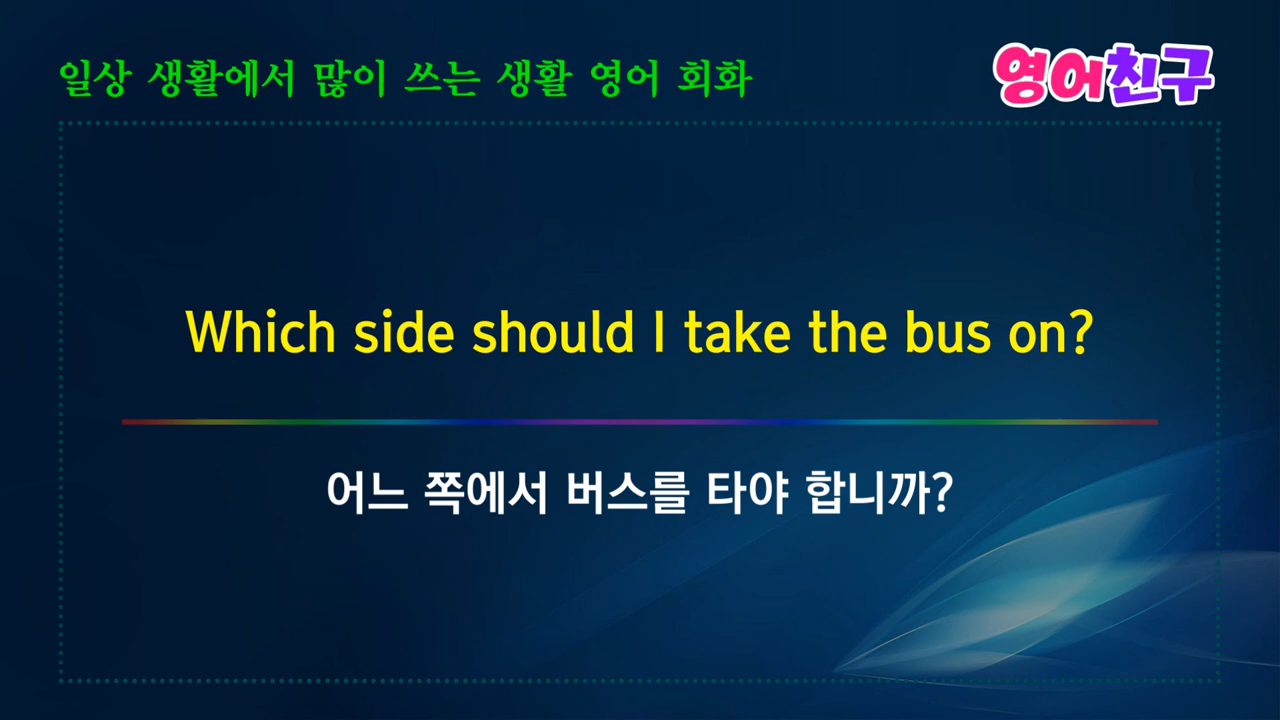 일상 생활에서 많이 쓰는 생활 영어 회화
영어친구
Which side should I take the bus on?
어느 쪽에서 버스를 타야 합니까?